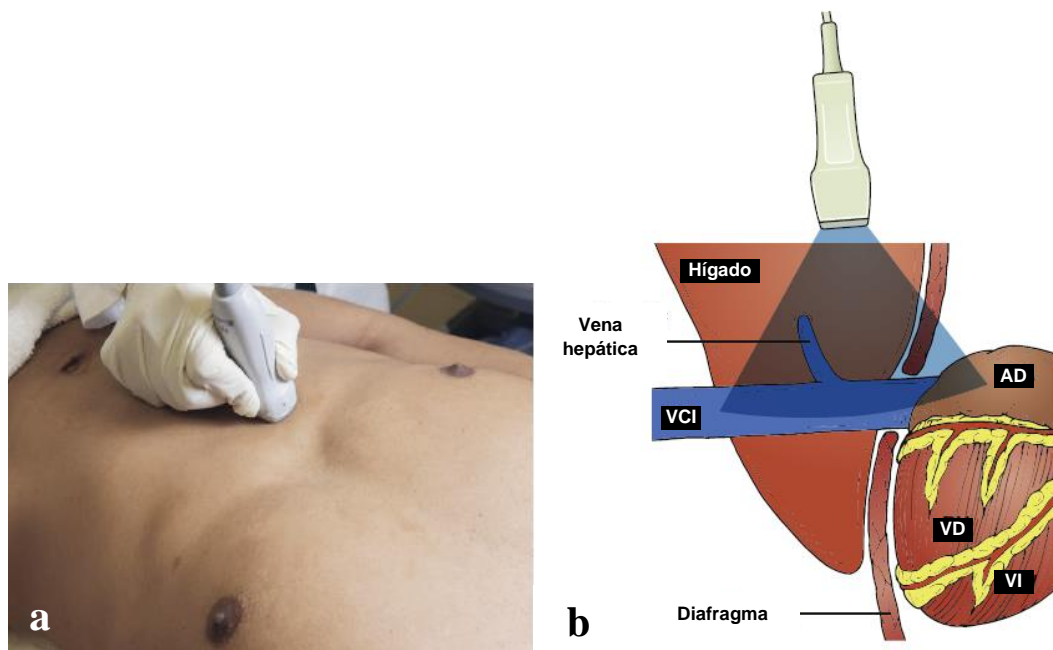 Hígado
Vena
hepática
AD
VCI
VD
VI
Diafragma
a
b